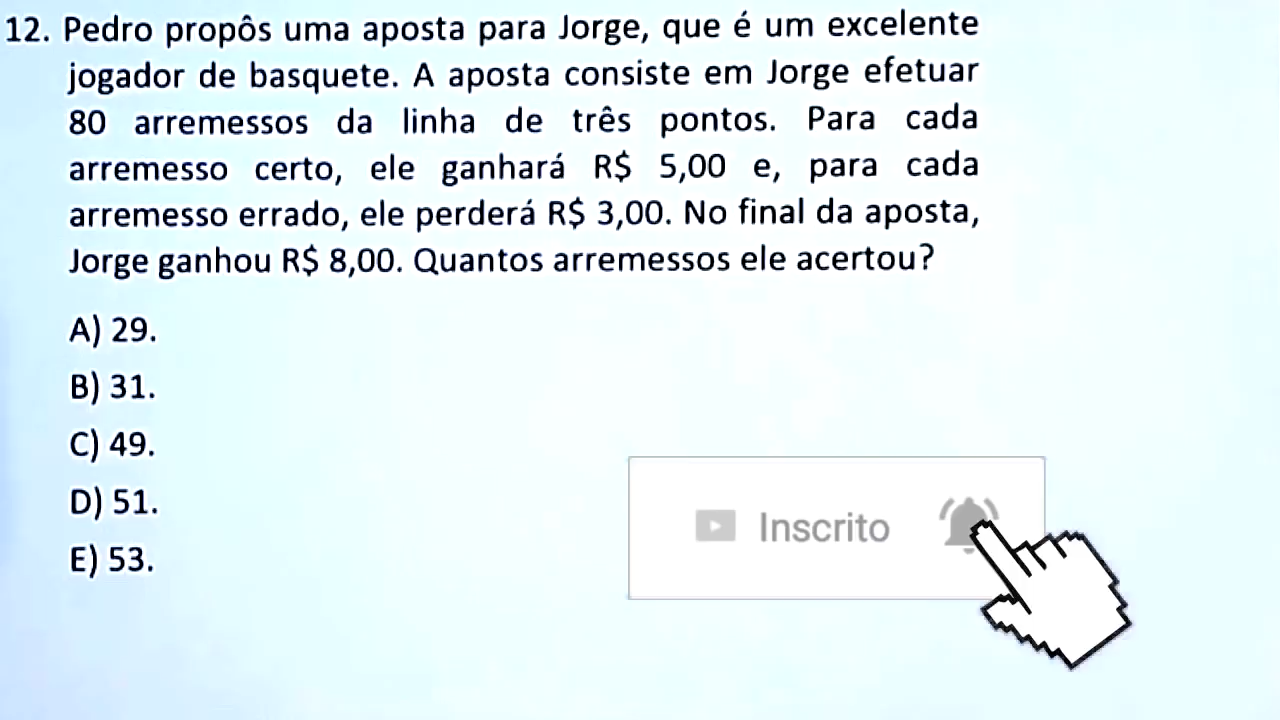 12. Pedro propôs uma aposta para Jorge, que é um excelente
jogador de basquete. A aposta consiste em Jorge efetuar
80 arremessos da linha de três pontos. Para cada
arremesso certo, ele ganhará R$ 5,00 e, para cada
arremesso errado, ele perderá R$ 3,00. No final da aposta,
Jorge ganhou R$ 8,00. Quantos arremessos ele acertou?
A) 29.
B) 31.
C) 49.
D) 51.
E) 53.
Inscrito